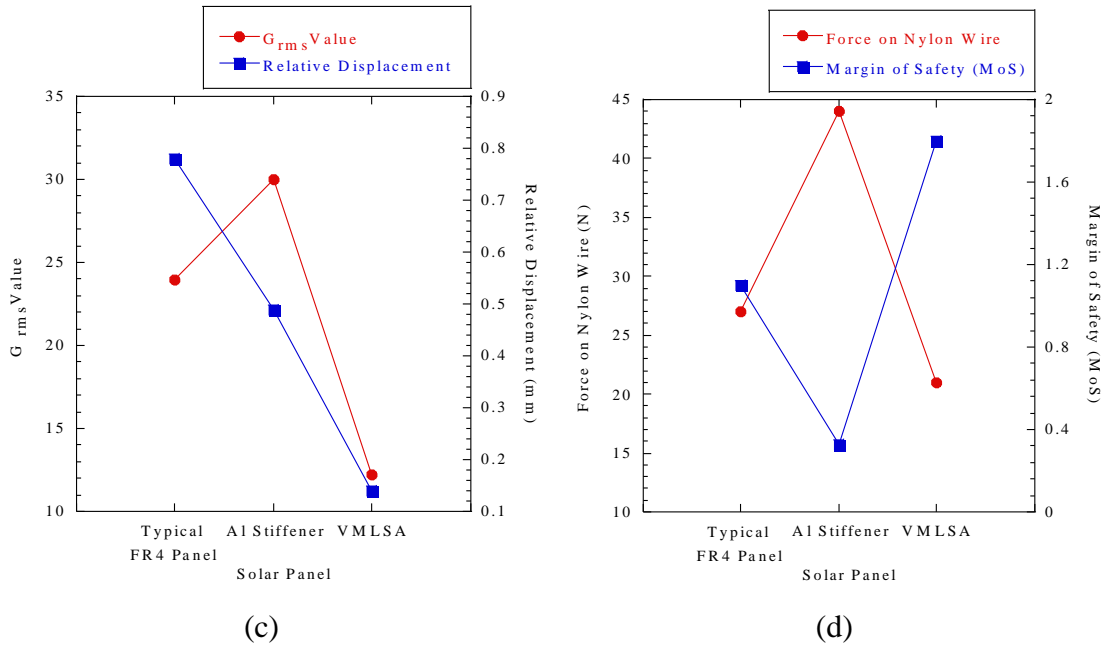 G rms Value
Relative Displacement
35
30
25
20
15
10
G rms Value
0.9
0.8
0.7
0.6
0.5
0.4
0.3
0.2
0.1
Relative Displacement (mm)
Typical FR4 Panel
Al Stiffener
VMLSA
Solar Panel
(c)
Force on Nylon Wire
Margin of Safety (MoS)
45
40
35
30
25
20
15
10
Force on Nylon Wire (N)
2
1.6
1.2
0.8
0.4
0
Margin of Safety (MoS)
Typical FR4 Panel
Al Stiffener
VMLSA
Solar Panel
(d)